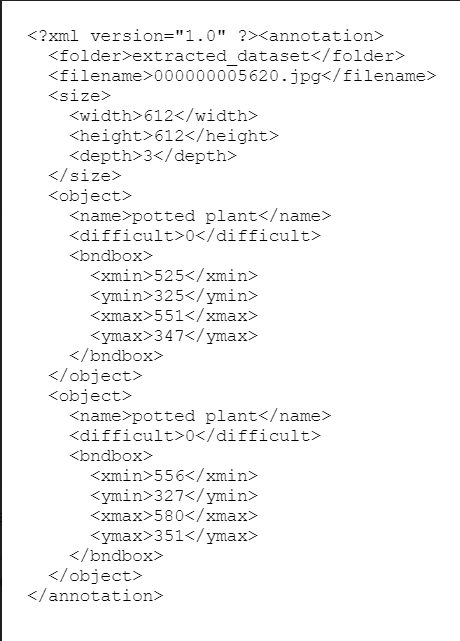 <?xml version="1.0" ?><annotation>
<folder>extracted_dataset</folder>
<filename>000000005620.jpg</filename>
<size>
<width>612</width>
<height>612</height>
<depth>3</depth>
</size>
<object>
<name>potted plant</name>
<difficult>0</difficult>
<bndbox>
<xmin>525</xmin>
<ymin>325</ymin>
<xmax>551</xmax>
<ymax>347</ymax>
</bndbox>
</object>
<object>
<name>potted plant</name>
<difficult>0</difficult>
<bndbox>
<xmin>556</xmin>
<ymin>327</ymin>
<xmax>580</xmax>
<ymax>351</ymax>
</bndbox>
</object>
</annotation>